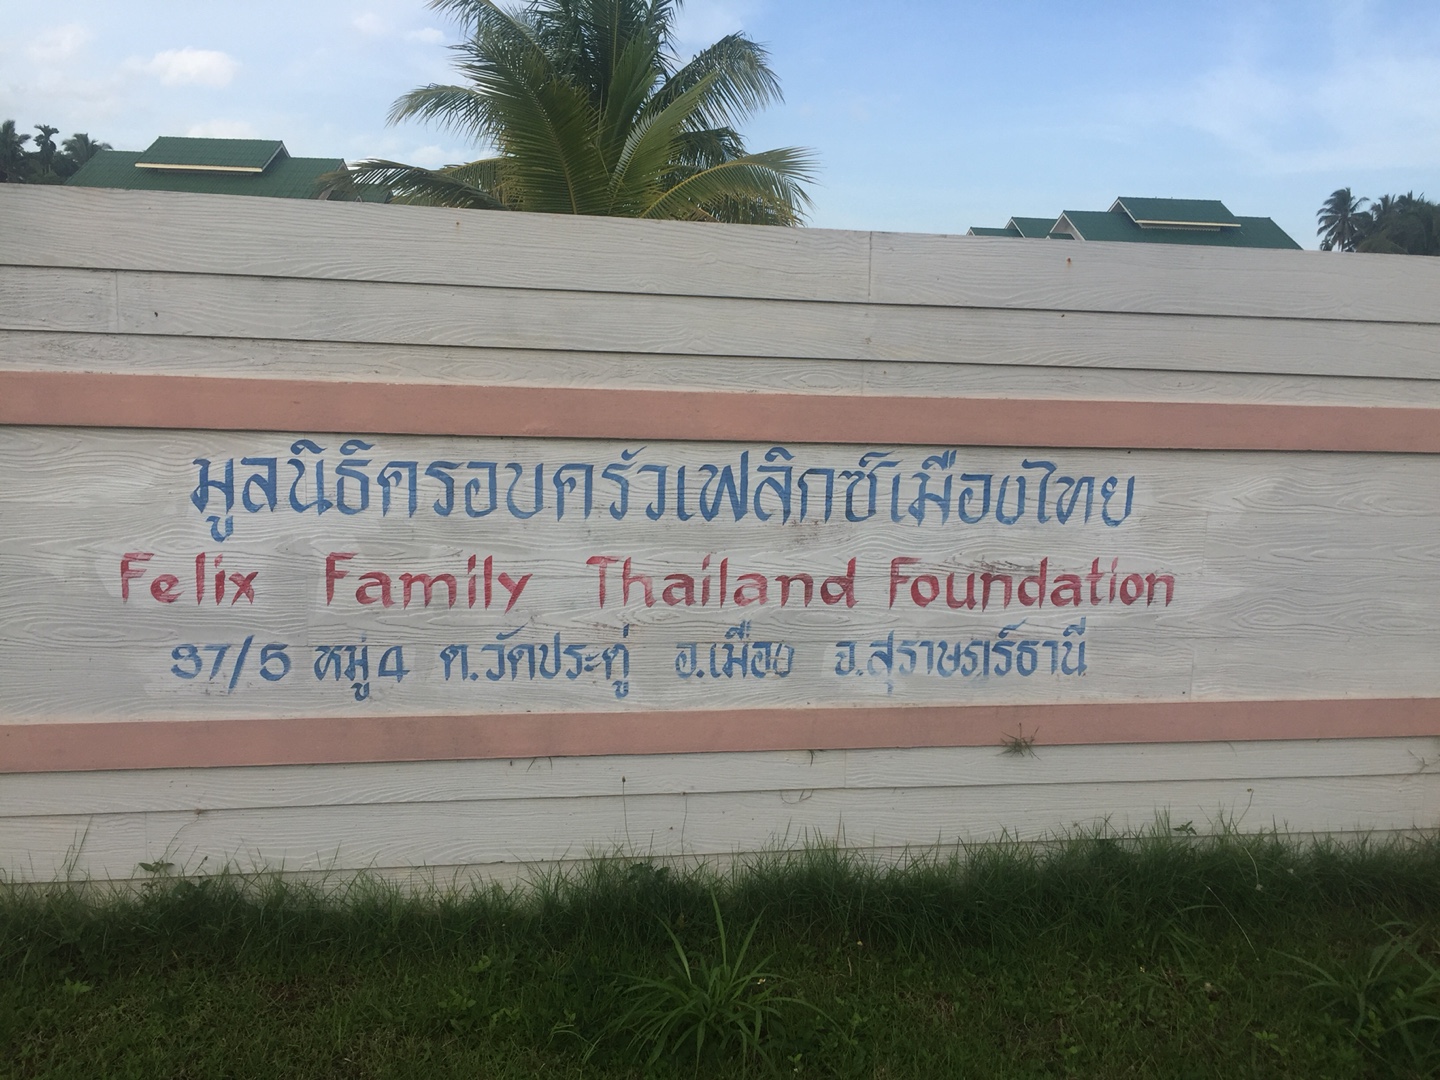 มูลนิธิครอบครัวเฟลิกซ์เมืองไทย
Felix Family Thailand Foundation
37/5 หมู่ 4 ต.วัดประดู่ อ.เมือง จ.สุราษฎร์ธานี